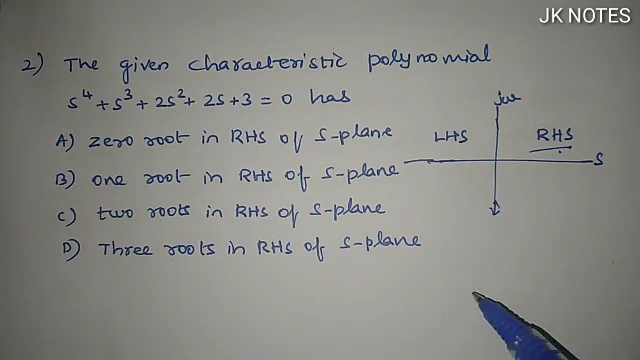 JK NOTES
2) The given characteristic polynomial
s⁴ + s³ + 2s² + 2s + 3 = 0 has
A) zero root in RHS of s-plane
B) one root in RHS of s-plane
C) two roots in RHS of s-plane
D) Three roots in RHS of s-plane
jω
LHS RHS
s